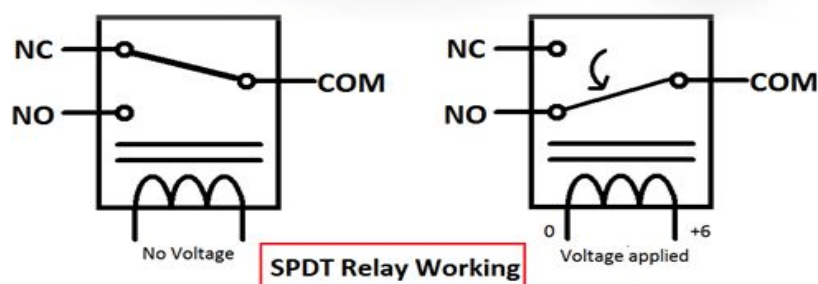 NC
COM
NO
No Voltage
NC
COM
NO
0
+6
Voltage applied
SPDT Relay Working